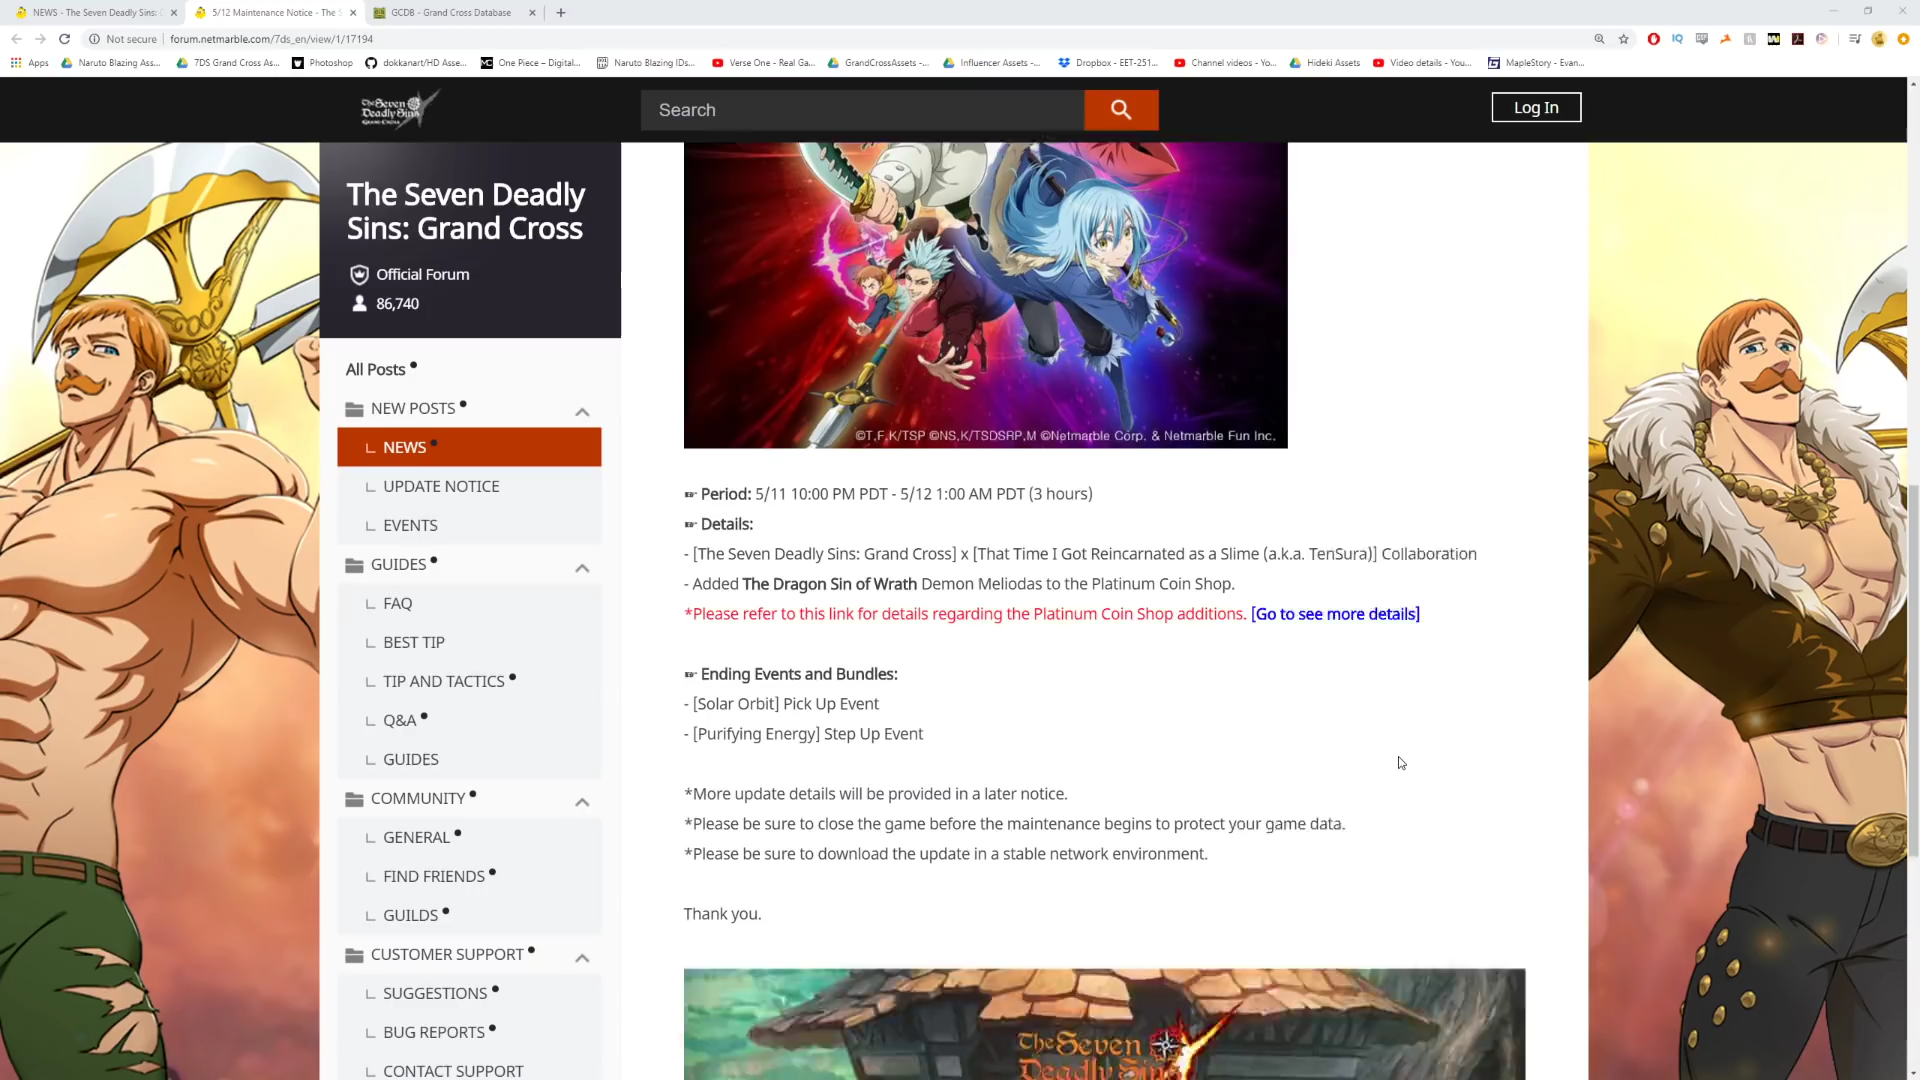 NEWS - The Seven Deadly Sins: G
5/12 Maintenance Notice - The S
GCDB - Grand Cross Database
Not secure
forum.netmarble.com/7ds_en/view/1/17194
Apps
Naruto Blazing Ass...
7DS Grand Cross As...
Photoshop
dokkanart/HD Asse...
One Piece – Digital...
Naruto Blazing IDs...
Verse One - Real Ga...
GrandCrossAssets -...
Influencer Assets -...
Dropbox - EET-251...
Channel videos - Yo...
Hideki Assets
Video details - You...
MapleStory - Evan...
The Seven
Deadly Sins
GRAND CROSS
Search
Log In
The Seven Deadly
Sins: Grand Cross
Official Forum
86,740
All Posts
NEW POSTS
NEWS
UPDATE NOTICE
EVENTS
GUIDES
FAQ
BEST TIP
TIP AND TACTICS
Q&A
GUIDES
COMMUNITY
GENERAL
FIND FRIENDS
GUILDS
CUSTOMER SUPPORT
SUGGESTIONS
BUG REPORTS
CONTACT SUPPORT
©T,F,K/TSP ©NS,K/TSDSRP,M ©Netmarble Corp. & Netmarble Fun Inc.
☛ Period: 5/11 10:00 PM PDT - 5/12 1:00 AM PDT (3 hours)
☛ Details:
- [The Seven Deadly Sins: Grand Cross] x [That Time I Got Reincarnated as a Slime (a.k.a. TenSura)] Collaboration
- Added The Dragon Sin of Wrath Demon Meliodas to the Platinum Coin Shop.
*Please refer to this link for details regarding the Platinum Coin Shop additions. [Go to see more details]
☛ Ending Events and Bundles:
- [Solar Orbit] Pick Up Event
- [Purifying Energy] Step Up Event
*More update details will be provided in a later notice.
*Please be sure to close the game before the maintenance begins to protect your game data.
*Please be sure to download the update in a stable network environment.
Thank you.
The Seven
Deadly Sins